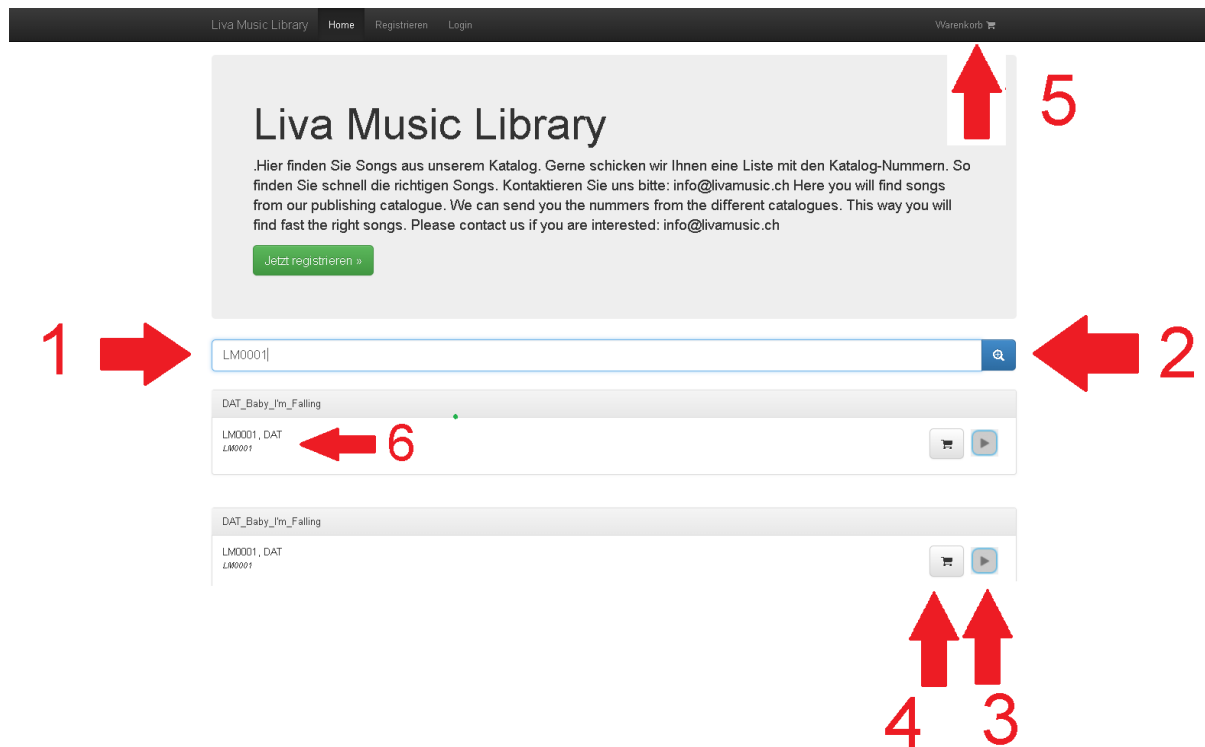 Liva Music Library Home Registrieren Login Warenkorb
5
Liva Music Library
.Hier finden Sie Songs aus unserem Katalog. Gerne schicken wir Ihnen eine Liste mit den Katalog-Nummern. So
finden Sie schnell die richtigen Songs. Kontaktieren Sie uns bitte: info@livamusic.ch Here you will find songs
from our publishing catalogue. We can send you the nummers from the different catalogues. This way you will
find fast the right songs. Please contact us if you are interested: info@livamusic.ch
Jetzt registrieren »
1
LM0001
2
DAT_Baby_I'm_Falling
LM0001, DAT
LM0001
6
DAT_Baby_I'm_Falling
LM0001, DAT
LM0001
4
3